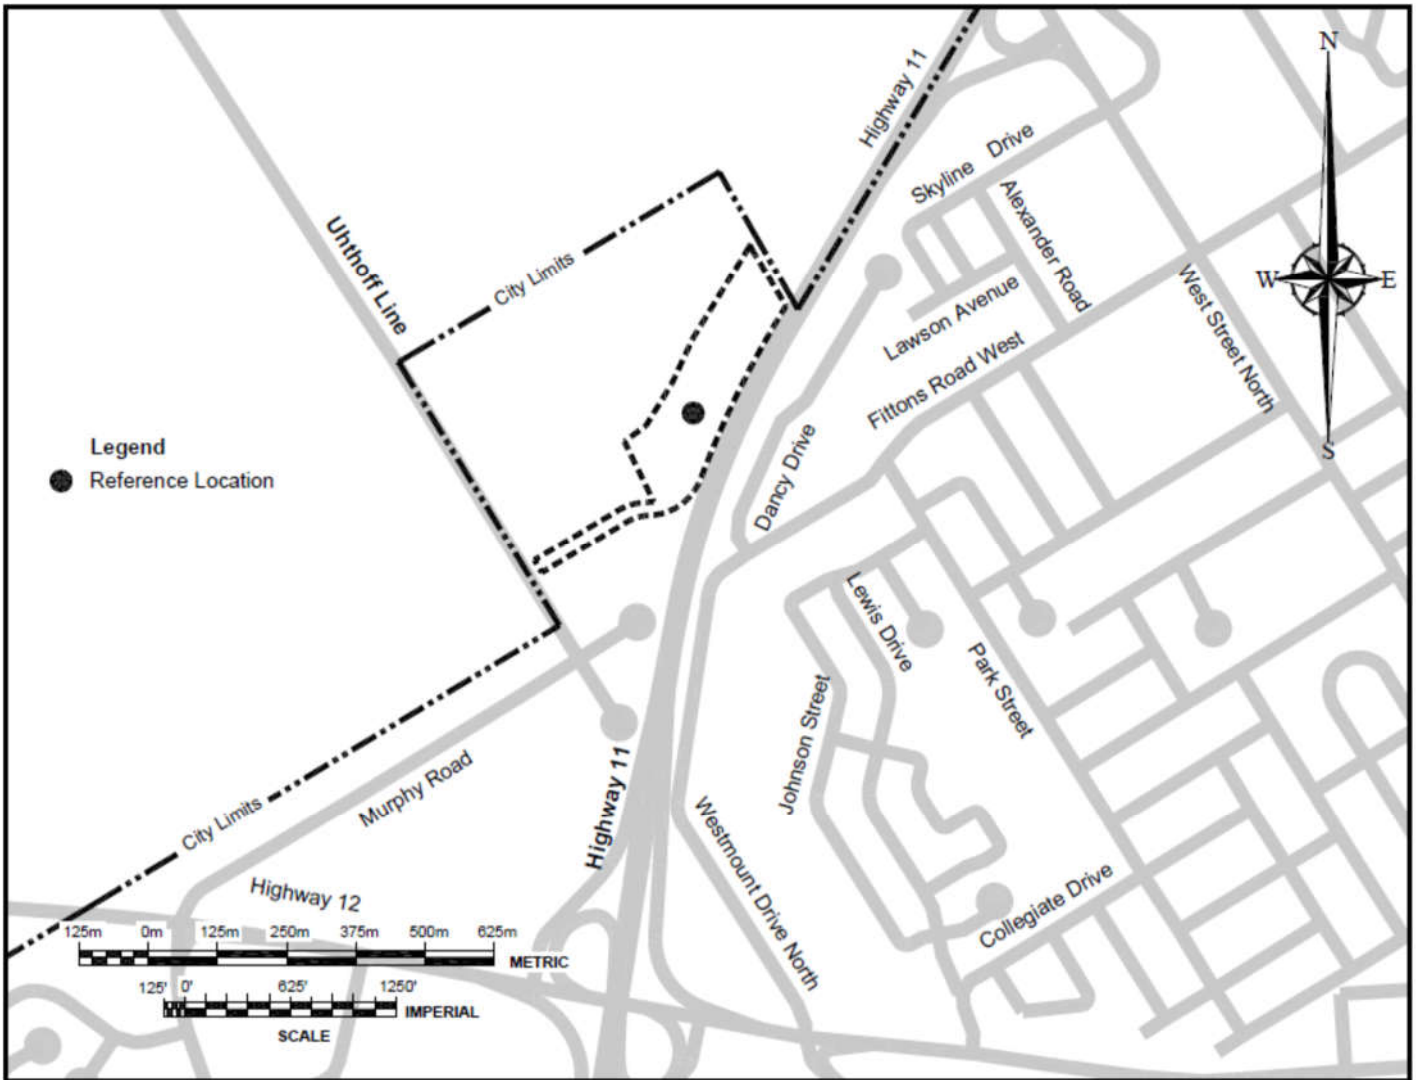 N
Highway 11
Skyline Drive
Alexander Road
Uhthoff Line
City Limits
W
E
West Street North
Lawson Avenue
Fittons Road West
Legend
Reference Location
Dancy Drive
S
Lewis Drive
Park Street
Johnson Street
Murphy Road
City Limits
Highway 11
Westmount Drive North
Collegiate Drive
Highway 12
125m 0m 125m 250m 375m 500m 625m
METRIC
125' 0' 625' 1250'
IMPERIAL
SCALE